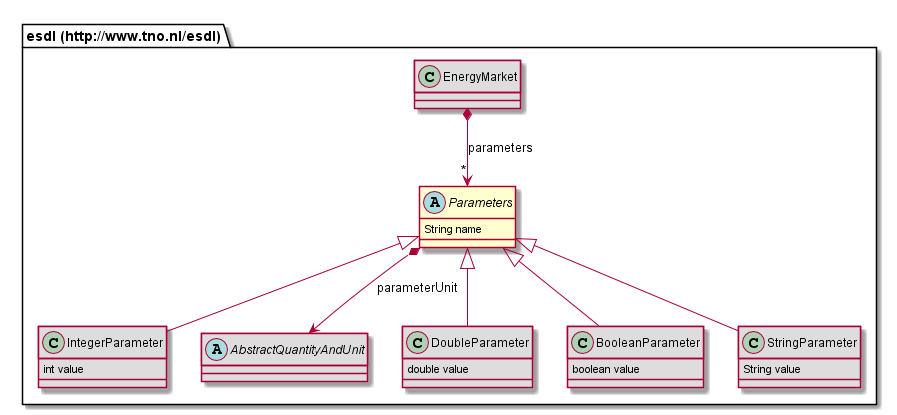 esdl (http://www.tno.nl/esdl)
C EnergyMarket
parameters
*
A Parameters
String name
parameterUnit
C IntegerParameter
int value
A AbstractQuantityAndUnit
C DoubleParameter
double value
C BooleanParameter
boolean value
C StringParameter
String value